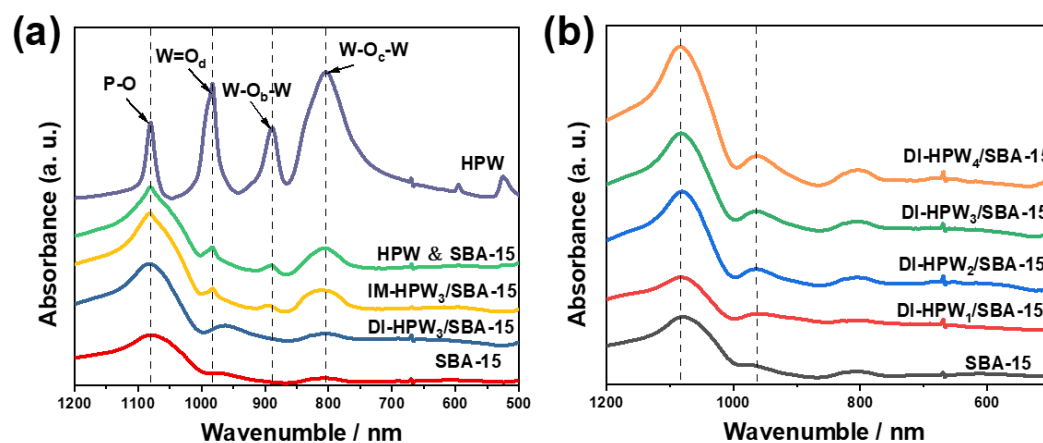 (a)
P-O
W=Od
W-Ob-W
W-Oc-W
HPW
HPW & SBA-15
IM-HPW3/SBA-15
DI-HPW3/SBA-15
SBA-15
Absorbance (a. u.)
1200 1100 1000 900 800 700 600 500
Wavenumble / nm
(b)
DI-HPW4/SBA-15
DI-HPW3/SBA-15
DI-HPW2/SBA-15
DI-HPW1/SBA-15
SBA-15
Absorbance (a. u.)
1200 1000 800 600
Wavenumble / nm